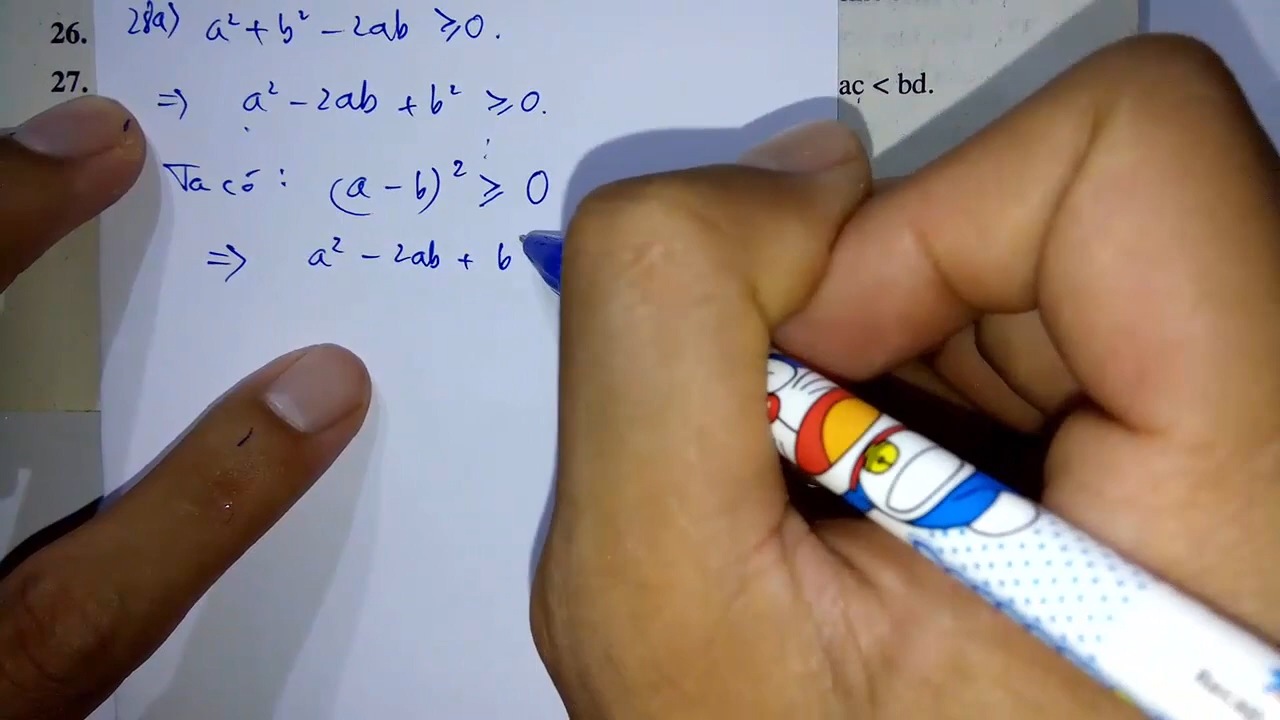 26.
28a) a² + b² - 2ab ⩾ 0.
27.
⇒ a² - 2ab + b² ⩾ 0.
ac < bd.
Ta có : (a - b)² ⩾ 0
⇒ a² - 2ab + b